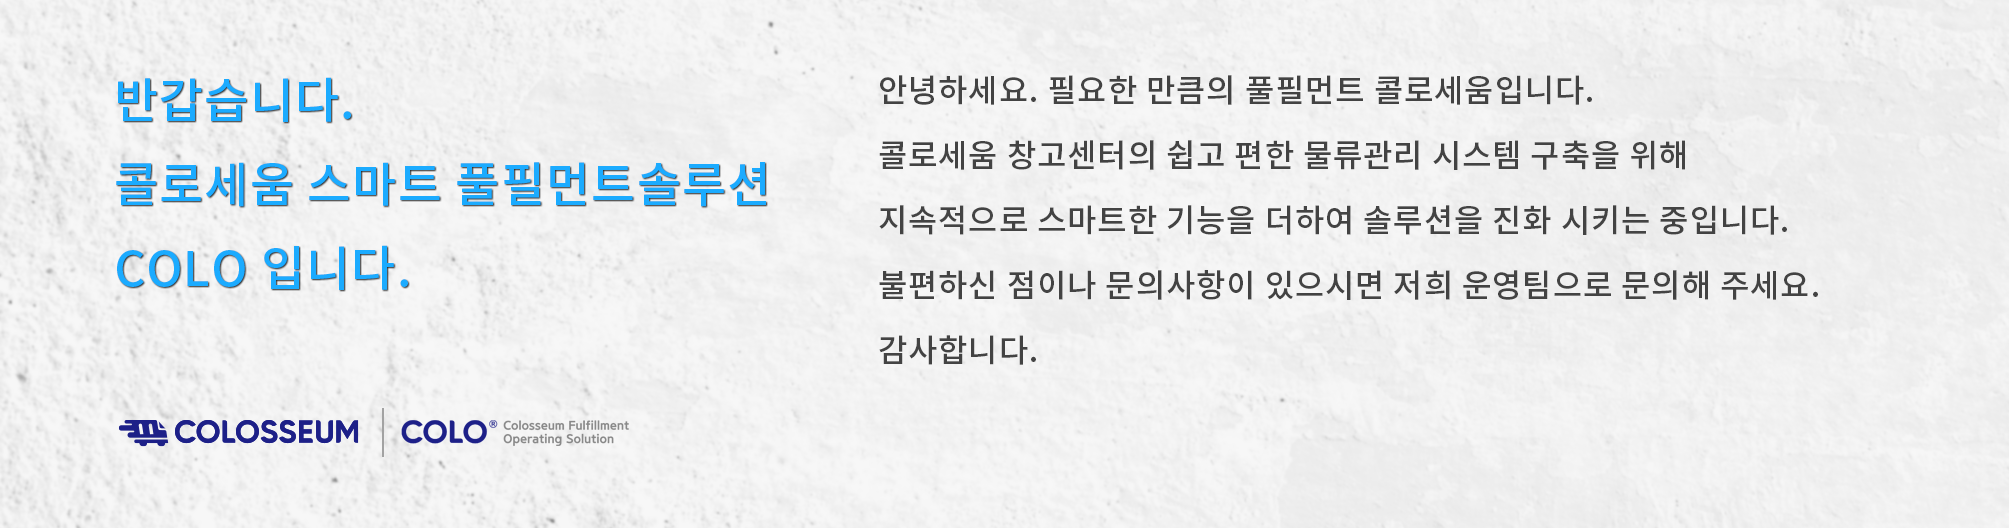 반갑습니다.
콜로세움 스마트 풀필먼트솔루션
COLO 입니다.
안녕하세요. 필요한 만큼의 풀필먼트 콜로세움입니다.
콜로세움 창고센터의 쉽고 편한 물류관리 시스템 구축을 위해
지속적으로 스마트한 기능을 더하여 솔루션을 진화 시키는 중입니다.
불편하신 점이나 문의사항이 있으시면 저희 운영팀으로 문의해 주세요.
감사합니다.
COLOSSEUM
COLO®
Colosseum Fulfillment
Operating Solution